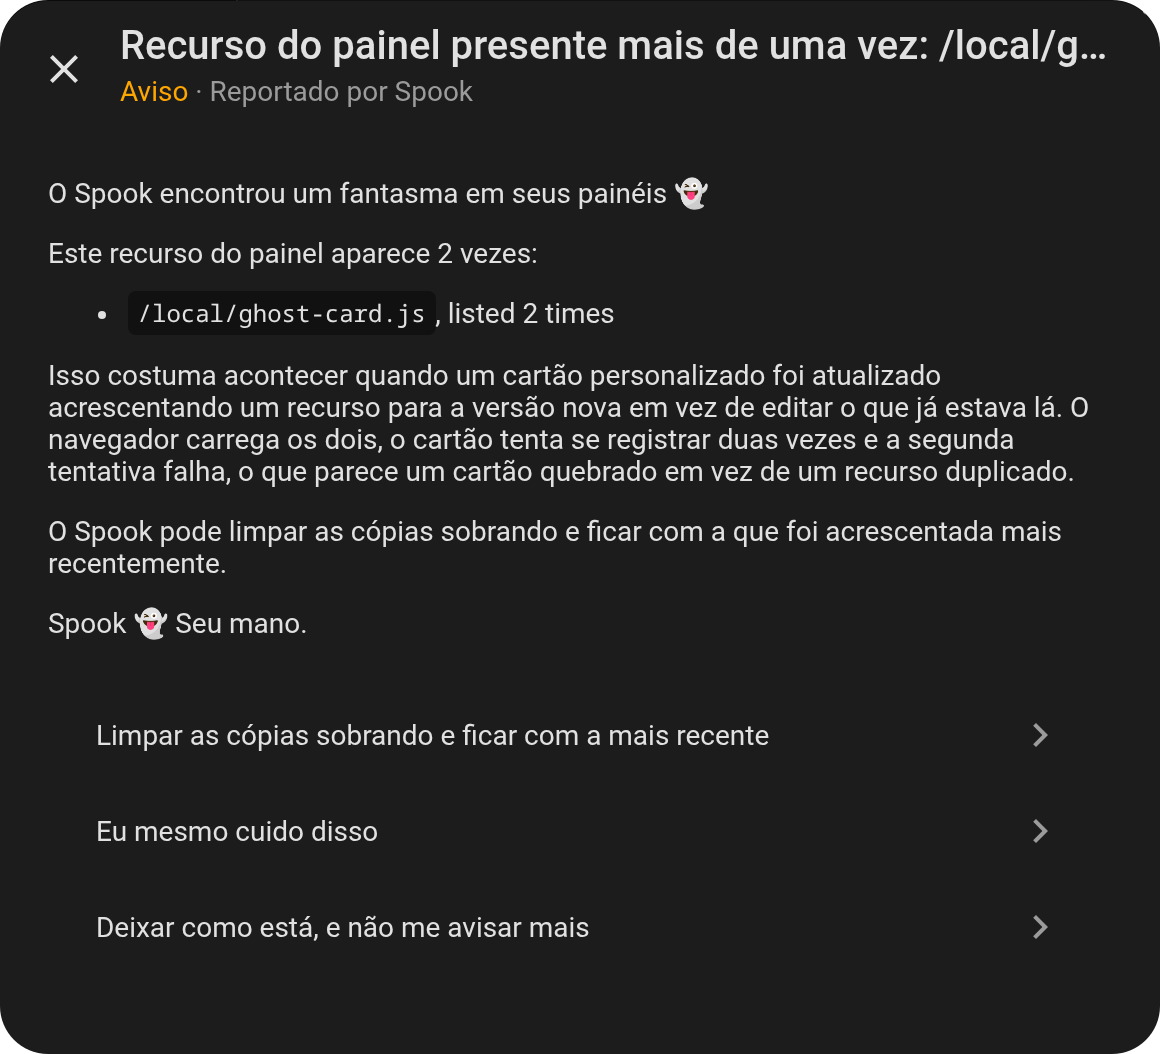 Recurso do painel presente mais de uma vez: /local/g…
Aviso · Reportado por Spook
O Spook encontrou um fantasma em seus painéis 👻
Este recurso do painel aparece 2 vezes:
• /local/ghost-card.js, listed 2 times
Isso costuma acontecer quando um cartão personalizado foi atualizado
acrescentando um recurso para a versão nova em vez de editar o que já estava lá. O
navegador carrega os dois, o cartão tenta se registrar duas vezes e a segunda
tentativa falha, o que parece um cartão quebrado em vez de um recurso duplicado.
O Spook pode limpar as cópias sobrando e ficar com a que foi acrescentada mais
recentemente.
Spook 👻 Seu mano.
Limpar as cópias sobrando e ficar com a mais recente
Eu mesmo cuido disso
Deixar como está, e não me avisar mais